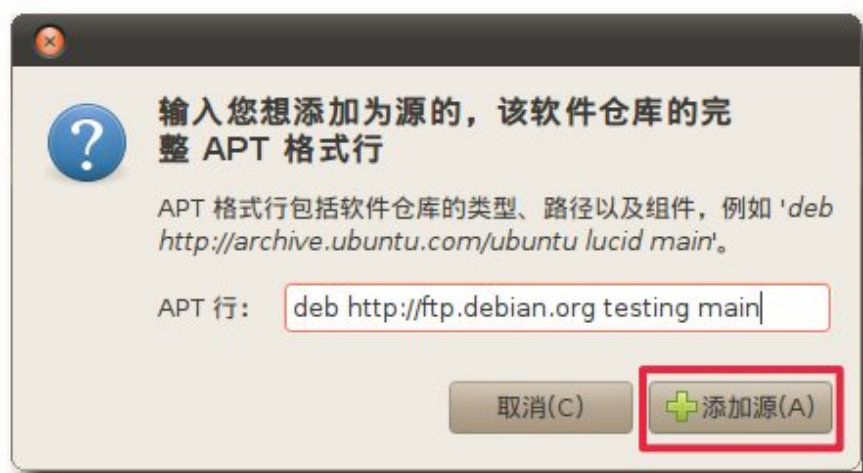 输入您想添加为源的，该软件仓库的完
整 APT 格式行
APT 格式行包括软件仓库的类型、路径以及组件，例如 'deb
http://archive.ubuntu.com/ubuntu lucid main'。
APT 行： deb http://ftp.debian.org testing main
取消(C) 添加源(A)